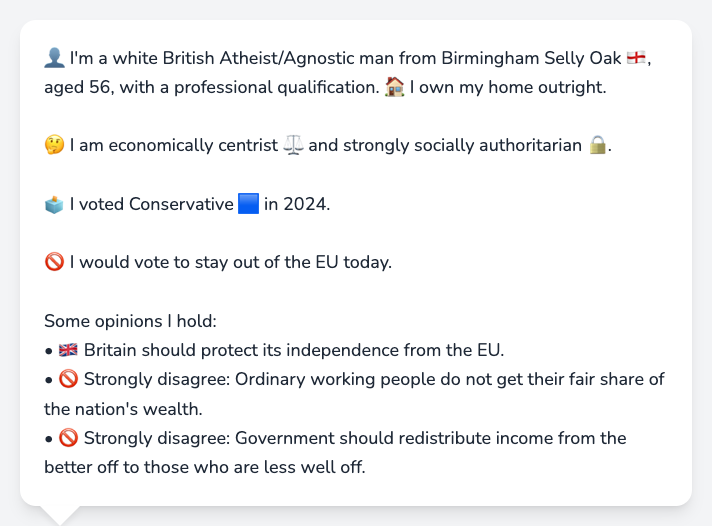 👤 I'm a white British Atheist/Agnostic man from Birmingham Selly Oak 🏴󠁧󠁢󠁥󠁮󠁧󠁿,
aged 56, with a professional qualification. 🏠 I own my home outright.
🤔 I am economically centrist ⚖️ and strongly socially authoritarian 🔒.
🗳️ I voted Conservative 🟦 in 2024.
🚫 I would vote to stay out of the EU today.
Some opinions I hold:
• 🇬🇧 Britain should protect its independence from the EU.
• 🚫 Strongly disagree: Ordinary working people do not get their fair share of
the nation's wealth.
• 🚫 Strongly disagree: Government should redistribute income from the
better off to those who are less well off.